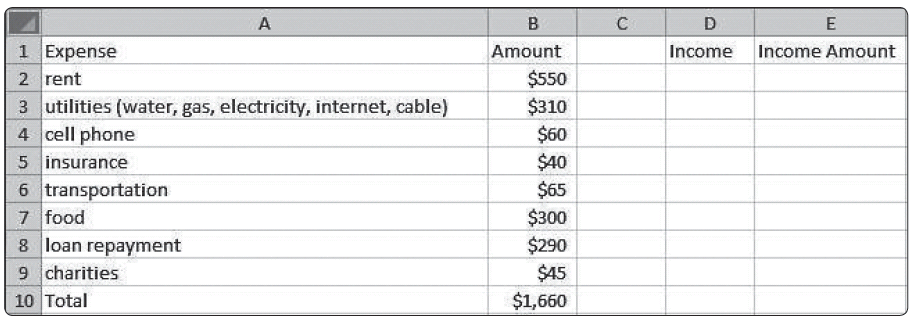 A B C D E
1 Expense Amount Income Income Amount
2 rent $550
3 utilities (water, gas, electricity, internet, cable) $310
4 cell phone $60
5 insurance $40
6 transportation $65
7 food $300
8 loan repayment $290
9 charities $45
10 Total $1,660